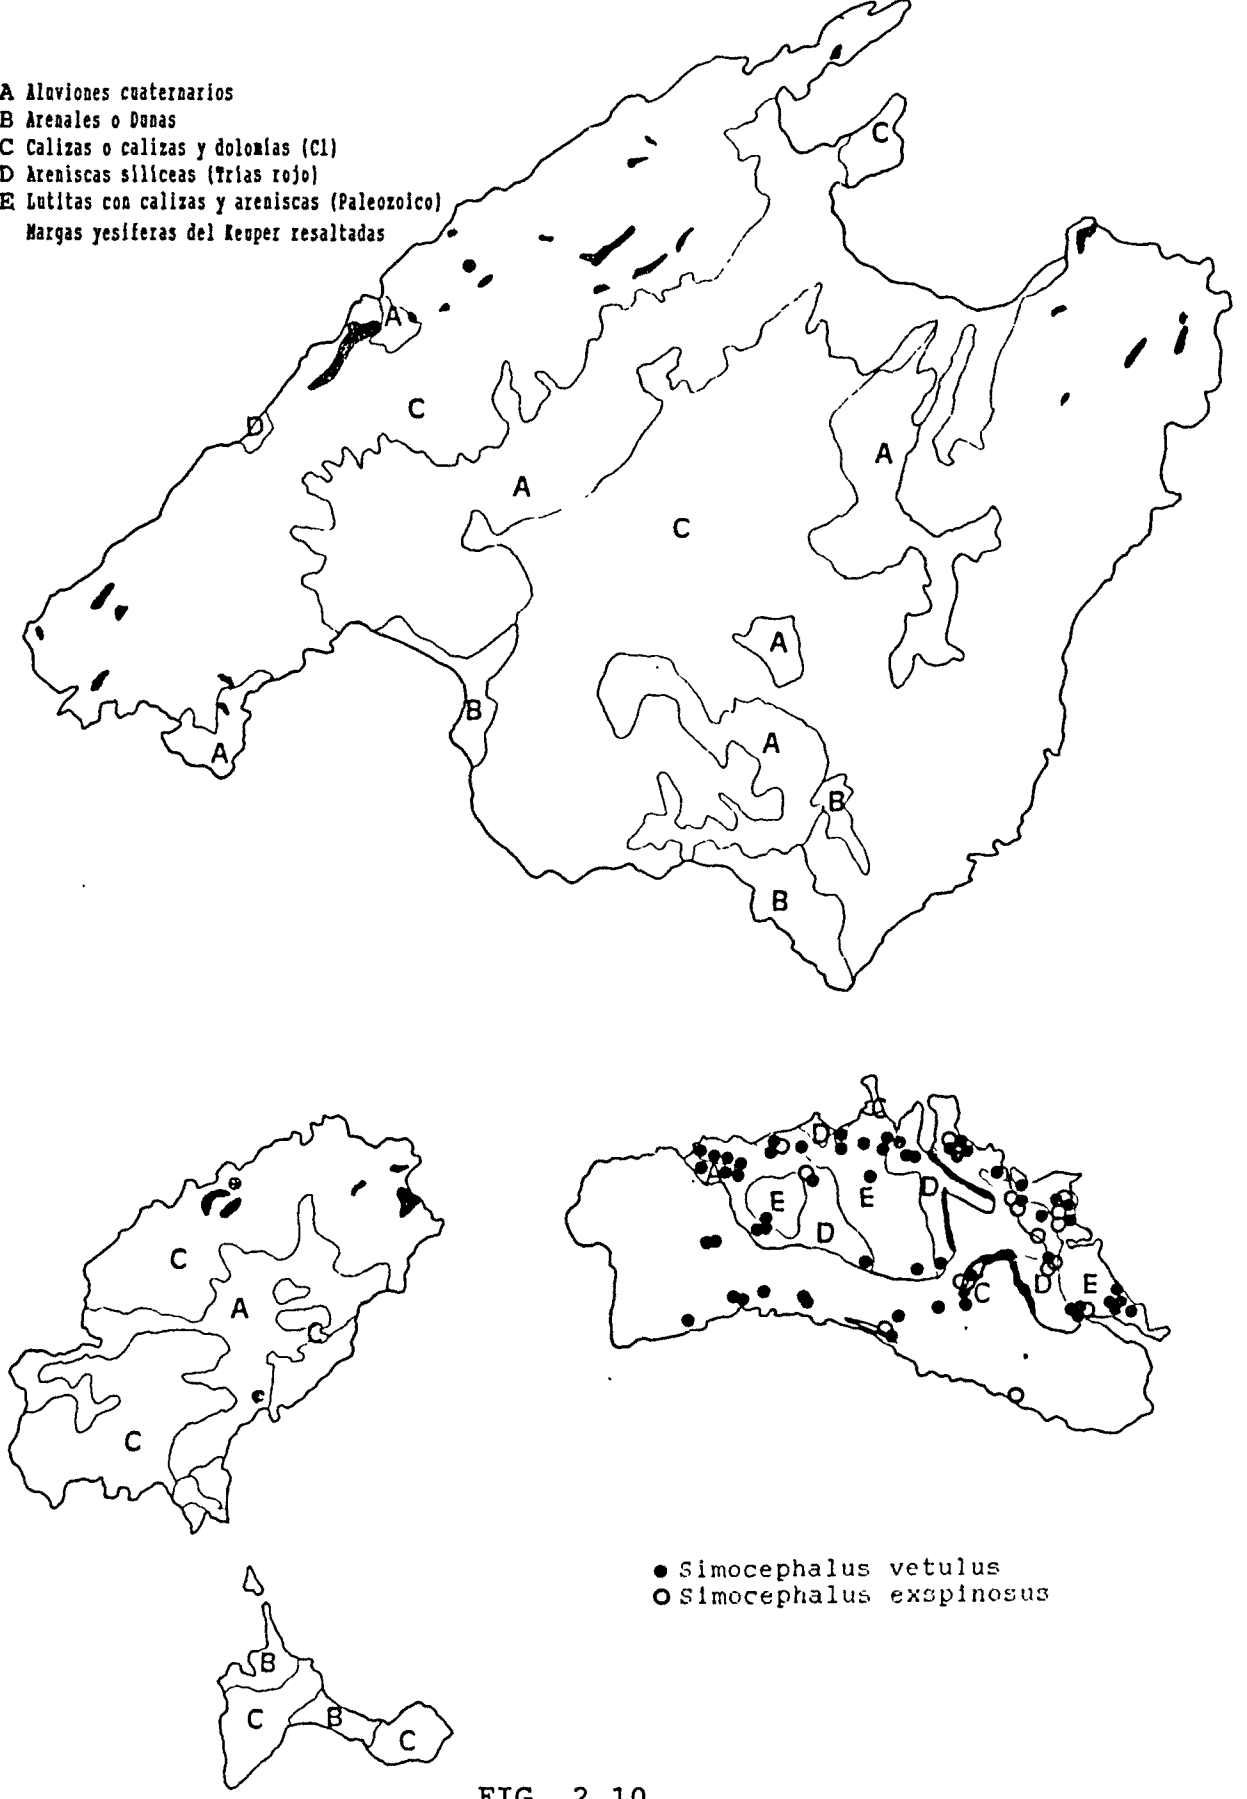 A Aluviones cuaternarios
B Arenales o Dunas
C Calizas o calizas y dolomías (Cl)
D Areniscas silíceas (Trías rojo)
E Lutitas con calizas y areniscas (Paleozoico)
Margas yesíferas del Keuper resaltadas
C
A
C
D
A
A
C
A
A
B
A
B
B
C
D
A
E
E
D
D
C
A
D
E
C
C
C
● Simocephalus vetulus
O Simocephalus exspinosus
B
C
B
C
FIG. 2.10